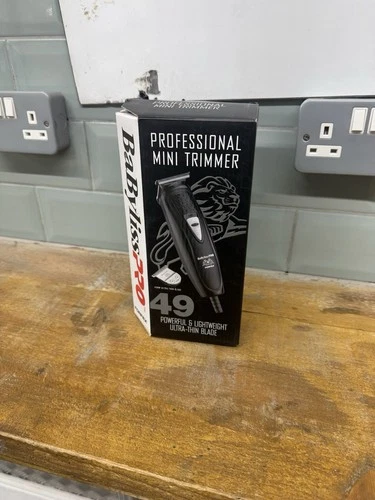 PROFESSIONAL
MINI TRIMMER
BaBylissPRO
49
POWERFUL & LIGHTWEIGHT
ULTRA-THIN BLADE